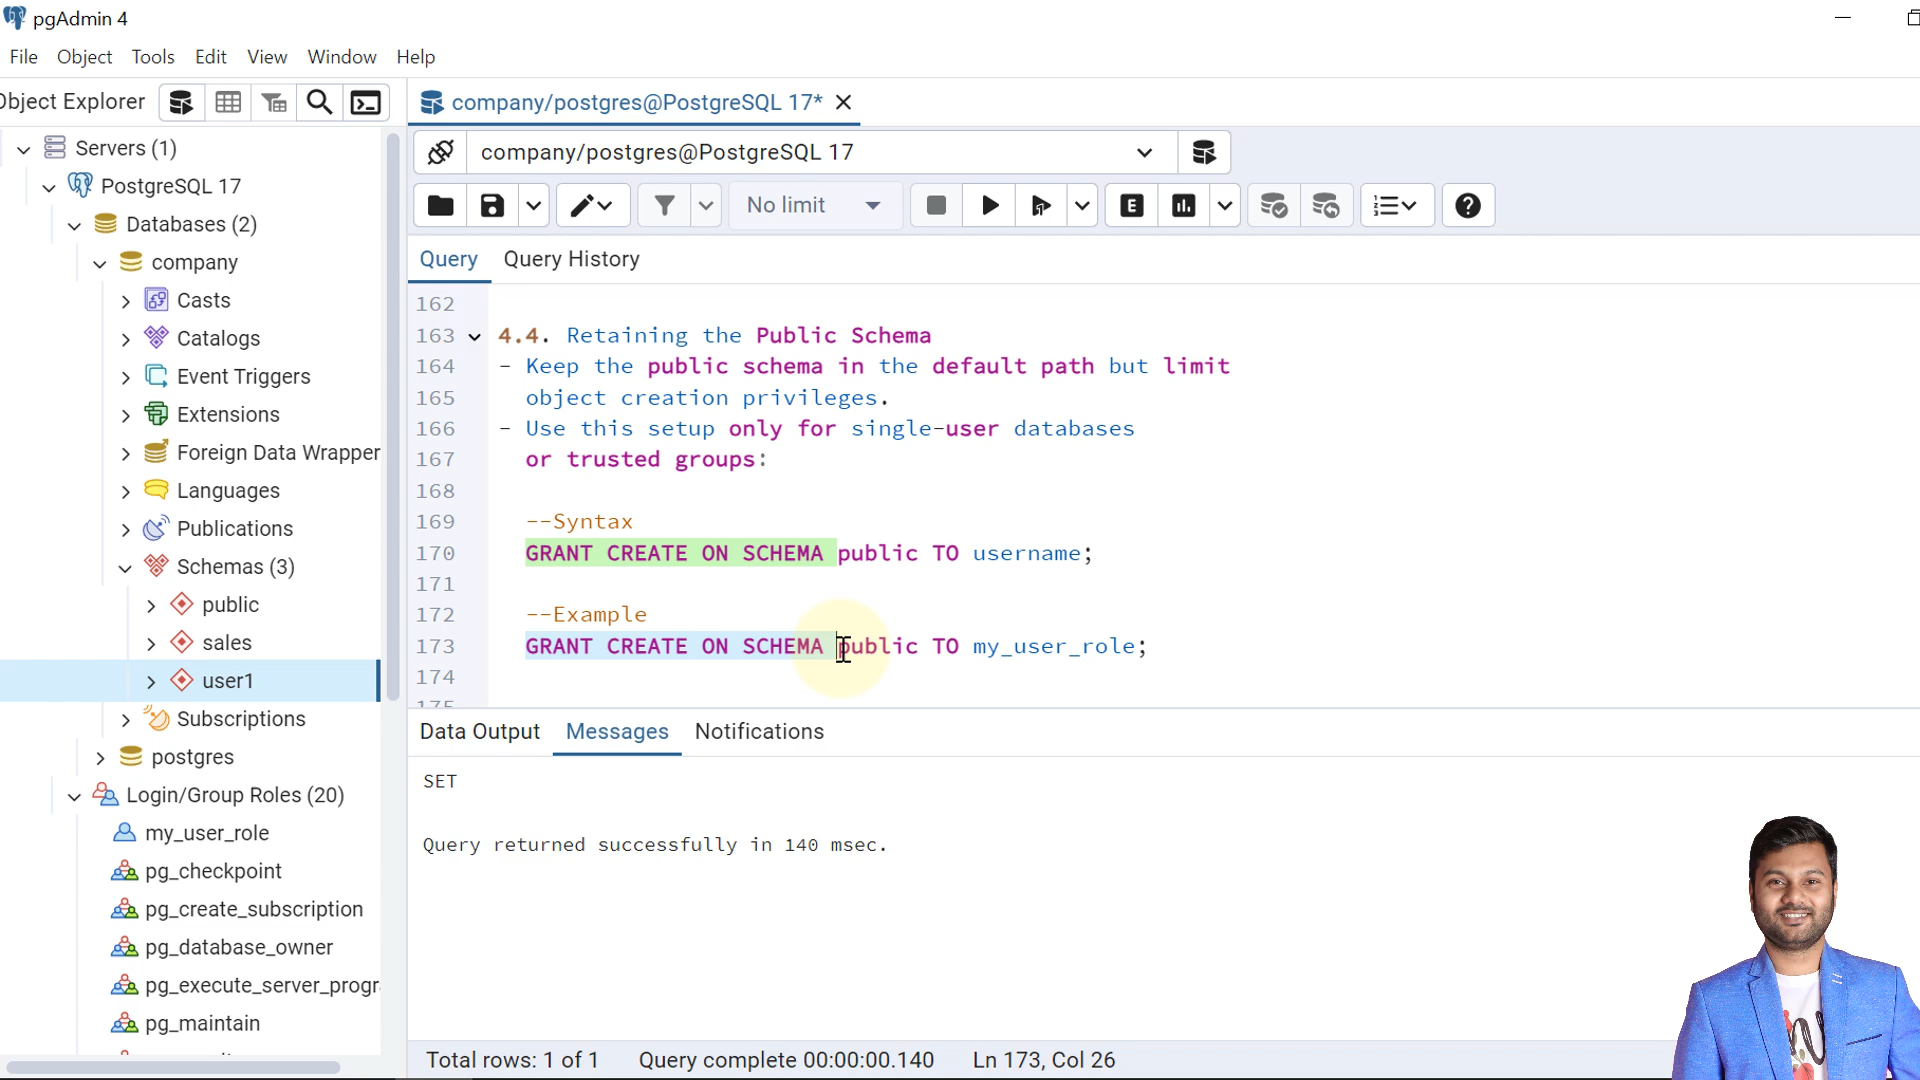 pgAdmin 4
File Object Tools Edit View Window Help
Object Explorer
company/postgres@PostgreSQL 17*
Servers (1)
PostgreSQL 17
Databases (2)
company
Casts
Catalogs
Event Triggers
Extensions
Foreign Data Wrapper
Languages
Publications
Schemas (3)
public
sales
user1
Subscriptions
postgres
Login/Group Roles (20)
my_user_role
pg_checkpoint
pg_create_subscription
pg_database_owner
pg_execute_server_progr
pg_maintain
company/postgres@PostgreSQL 17
No limit
E
Query Query History
162
163 4.4. Retaining the Public Schema
164 - Keep the public schema in the default path but limit
165 object creation privileges.
166 - Use this setup only for single-user databases
167 or trusted groups:
168
169 --Syntax
170 GRANT CREATE ON SCHEMA public TO username;
171
172 --Example
173 GRANT CREATE ON SCHEMA public TO my_user_role;
174
175
Data Output Messages Notifications
SET
Query returned successfully in 140 msec.
Total rows: 1 of 1 Query complete 00:00:00.140 Ln 173, Col 26